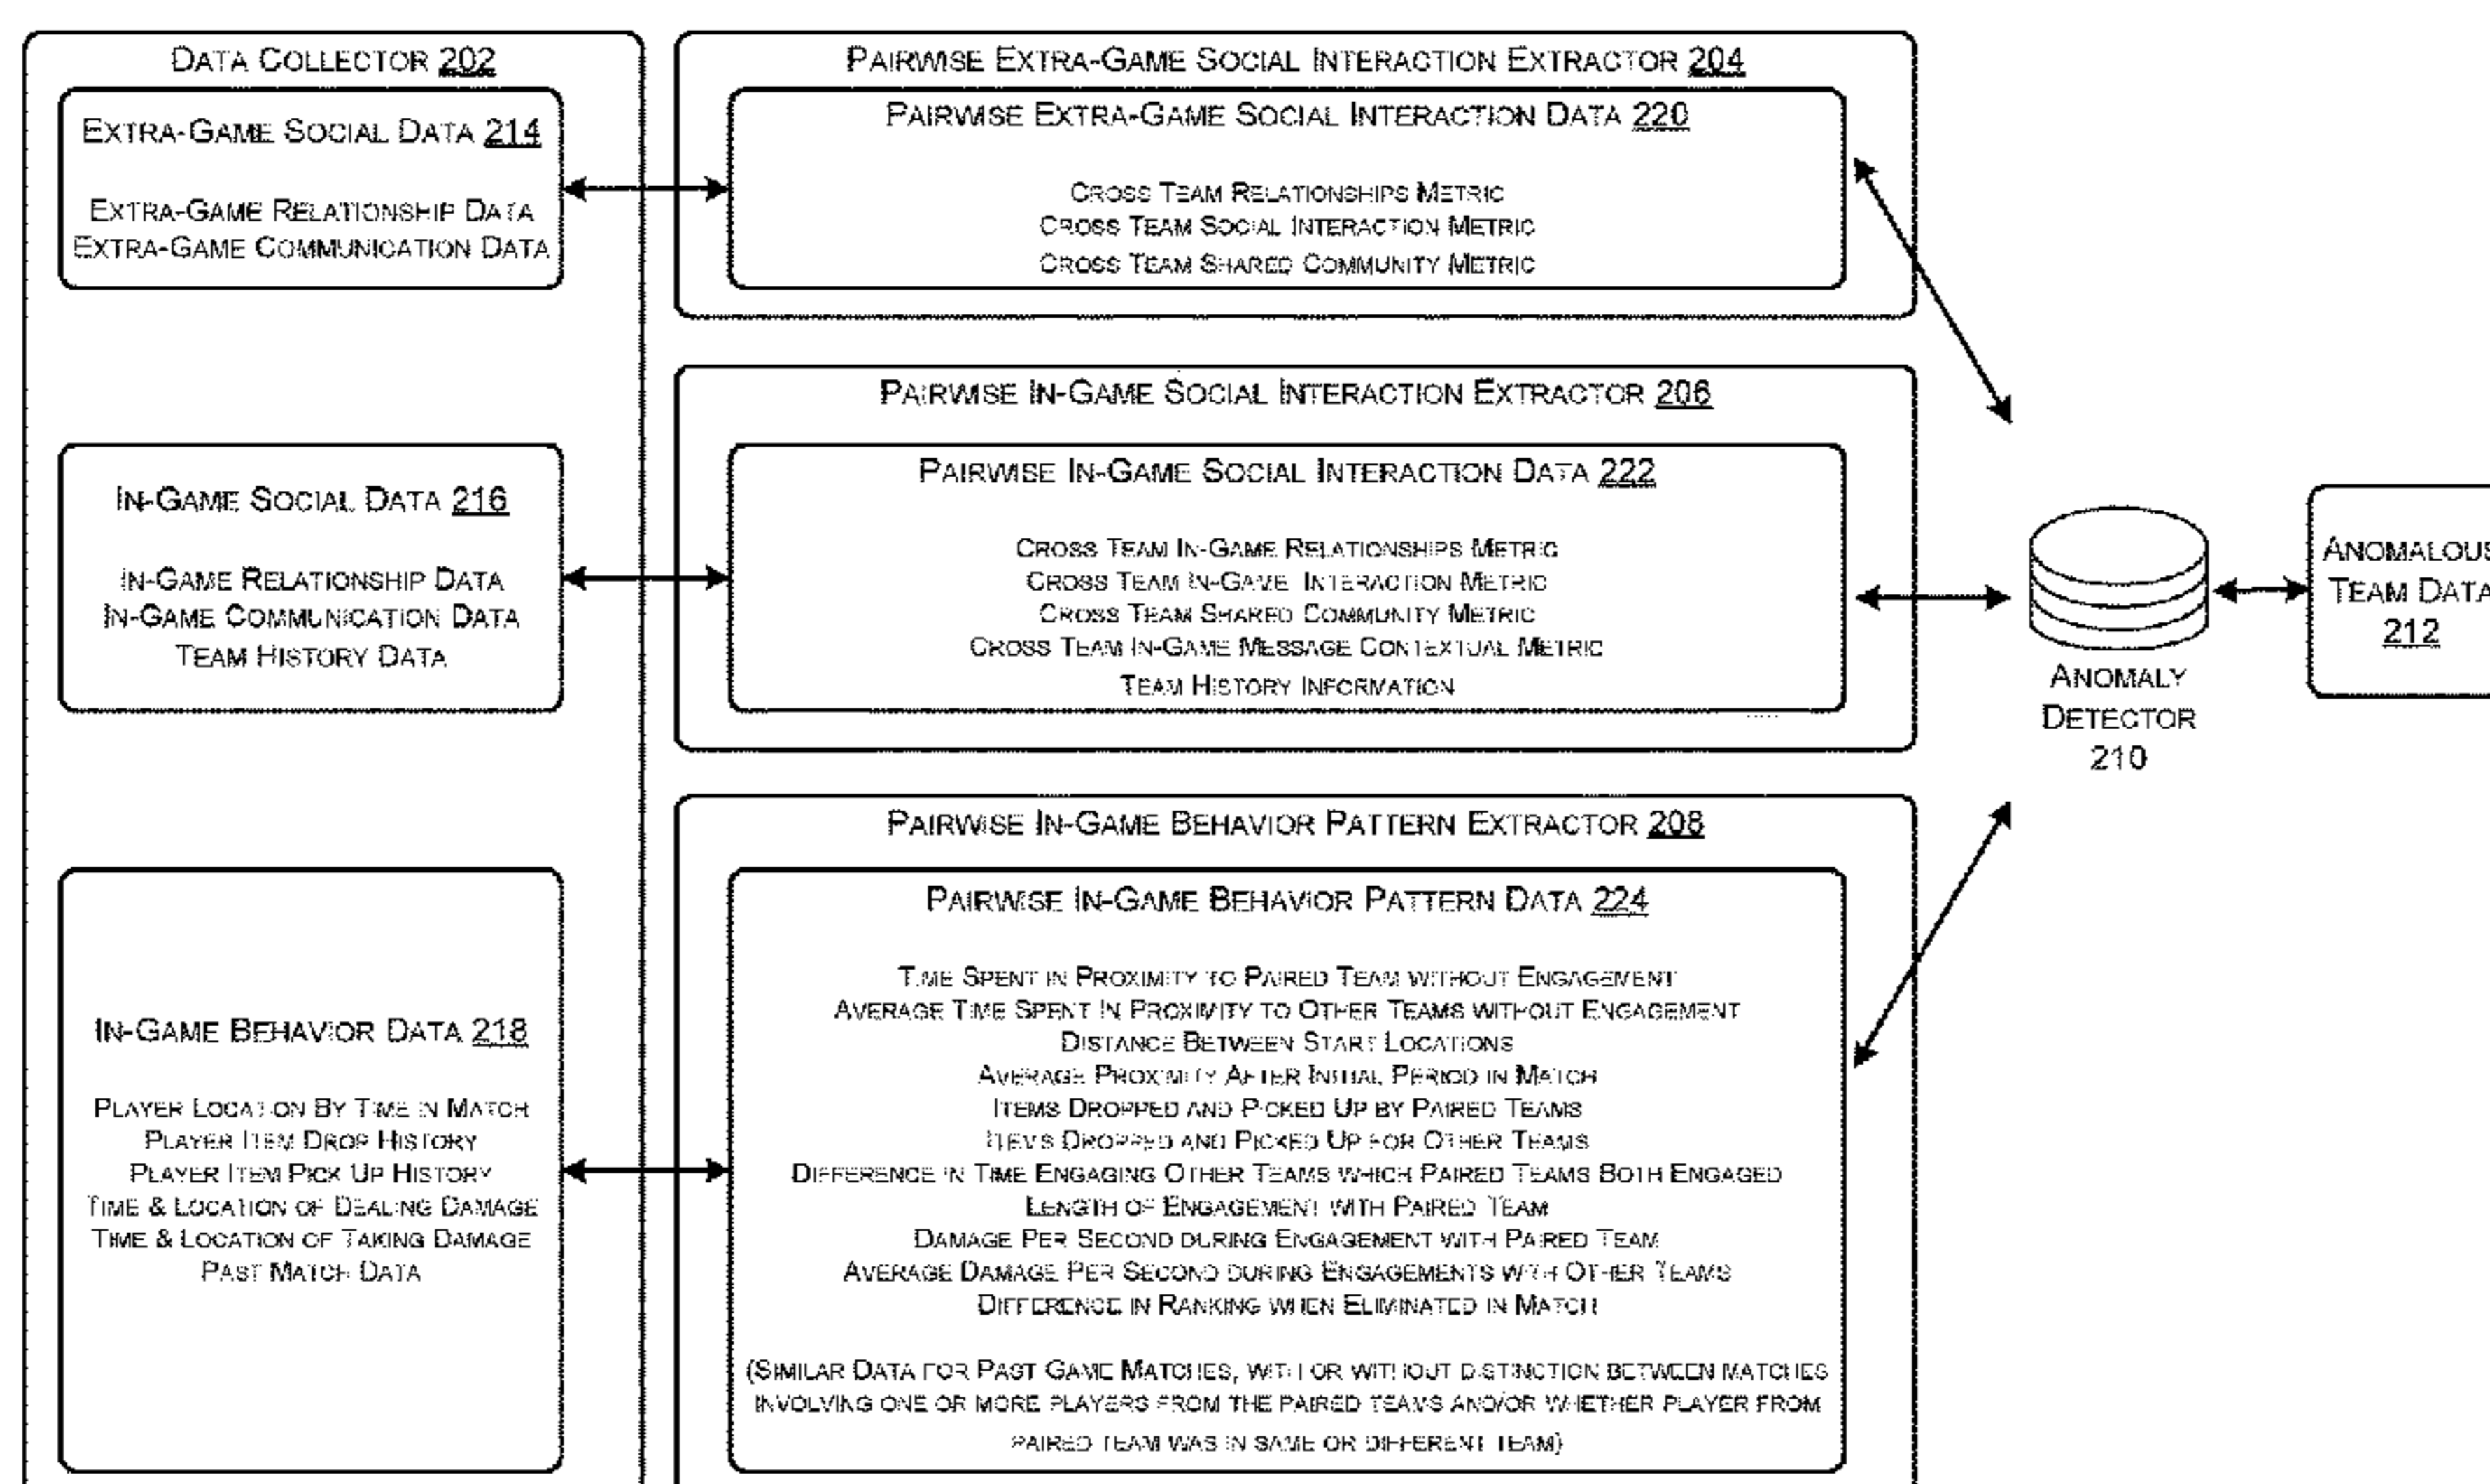 DATA COLLECTOR 202
EXTRA-GAME SOCIAL DATA 214
EXTRA-GAME RELATIONSHIP DATA
EXTRA-GAME COMMUNICATION DATA
IN-GAME SOCIAL DATA 216
IN-GAME RELATIONSHIP DATA
IN-GAME COMMUNICATION DATA
TEAM HISTORY DATA
IN-GAME BEHAVIOR DATA 218
PLAYER LOCATION BY TIME IN MATCH
PLAYER ITEM DROP HISTORY
PLAYER ITEM PICK UP HISTORY
TIME & LOCATION OF DEALING DAMAGE
TIME & LOCATION OF TAKING DAMAGE
PAST MATCH DATA
PAIRWISE EXTRA-GAME SOCIAL INTERACTION EXTRACTOR 204
PAIRWISE EXTRA-GAME SOCIAL INTERACTION DATA 220
CROSS TEAM RELATIONSHIPS METRIC
CROSS TEAM SOCIAL INTERACTION METRIC
CROSS TEAM SHARED COMMUNITY METRIC
PAIRWISE IN-GAME SOCIAL INTERACTION EXTRACTOR 206
PAIRWISE IN-GAME SOCIAL INTERACTION DATA 222
CROSS TEAM IN-GAME RELATIONSHIPS METRIC
CROSS TEAM IN-GAME INTERACTION METRIC
CROSS TEAM SHARED COMMUNITY METRIC
CROSS TEAM IN-GAME MESSAGE CONTEXTUAL METRIC
TEAM HISTORY INFORMATION
PAIRWISE IN-GAME BEHAVIOR PATTERN EXTRACTOR 208
PAIRWISE IN-GAME BEHAVIOR PATTERN DATA 224
TIME SPENT IN PROXIMITY TO PAIRED TEAM WITHOUT ENGAGEMENT
AVERAGE TIME SPENT IN PROXIMITY TO OTHER TEAMS WITHOUT ENGAGEMENT
DISTANCE BETWEEN START LOCATIONS
AVERAGE PROXIMITY AFTER INITIAL PERIOD IN MATCH
ITEMS DROPPED AND PICKED UP BY PAIRED TEAMS
ITEMS DROPPED AND PICKED UP FOR OTHER TEAMS
DIFFERENCE IN TIME ENGAGING OTHER TEAMS WHICH PAIRED TEAMS BOTH ENGAGED
LENGTH OF ENGAGEMENT WITH PAIRED TEAM
DAMAGE PER SECOND DURING ENGAGEMENT WITH PAIRED TEAM
AVERAGE DAMAGE PER SECOND DURING ENGAGEMENTS WITH OTHER TEAMS
DIFFERENCE IN RANKING WHEN ELIMINATED IN MATCH
(SIMILAR DATA FOR PAST GAME MATCHES, WITH OR WITHOUT DISTINCTION BETWEEN MATCHES
INVOLVING ONE OR MORE PLAYERS FROM THE PAIRED TEAMS AND/OR WHETHER PLAYER FROM
PAIRED TEAM WAS IN SAME OR DIFFERENT TEAM)
ANOMALY
DETECTOR
210
ANOMALOUS
TEAM DATA
212